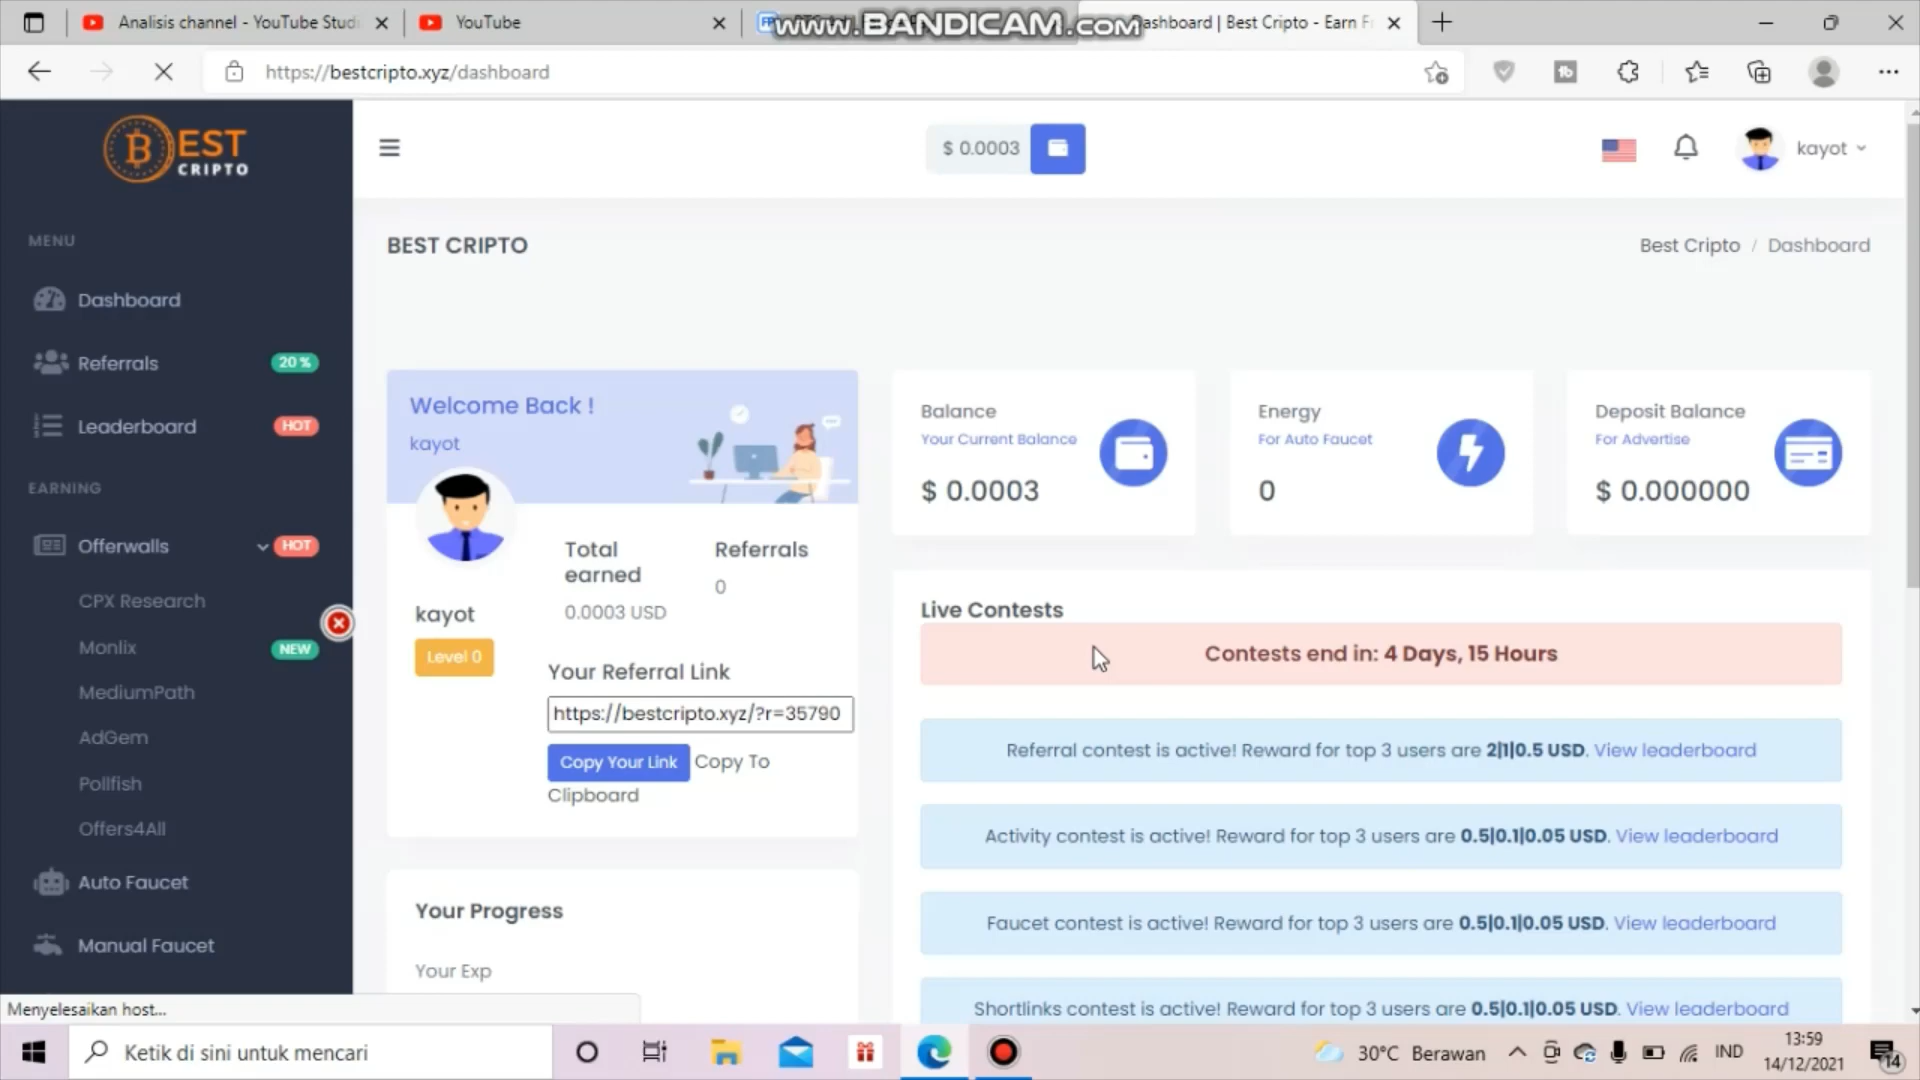 Analisis channel - YouTube Studi
YouTube
www.BANDICAM.com
Dashboard | Best Cripto - Earn F
https://bestcripto.xyz/dashboard
BEST
CRIPTO
$ 0.0003
kayot
MENU
Dashboard
Referrals
20 %
Leaderboard
HOT
EARNING
Offerwalls
HOT
CPX Research
Monlix
NEW
MediumPath
AdGem
Pollfish
Offers4All
Auto Faucet
Manual Faucet
BEST CRIPTO
Best Cripto / Dashboard
Welcome Back !
kayot
kayot
Level 0
Total
earned
0.0003 USD
Referrals
0
Your Referral Link
https://bestcripto.xyz/?r=35790
Copy Your Link Copy To
Clipboard
Your Progress
Your Exp
Balance
Your Current Balance
$ 0.0003
Energy
For Auto Faucet
0
Deposit Balance
For Advertise
$ 0.000000
Live Contests
Contests end in: 4 Days, 15 Hours
Referral contest is active! Reward for top 3 users are 2|1|0.5 USD. View leaderboard
Activity contest is active! Reward for top 3 users are 0.5|0.1|0.05 USD. View leaderboard
Faucet contest is active! Reward for top 3 users are 0.5|0.1|0.05 USD. View leaderboard
Shortlinks contest is active! Reward for top 3 users are 0.5|0.1|0.05 USD. View leaderboard
Menyelesaikan host...
Ketik di sini untuk mencari
30°C Berawan
IND
13:59
14/12/2021
14